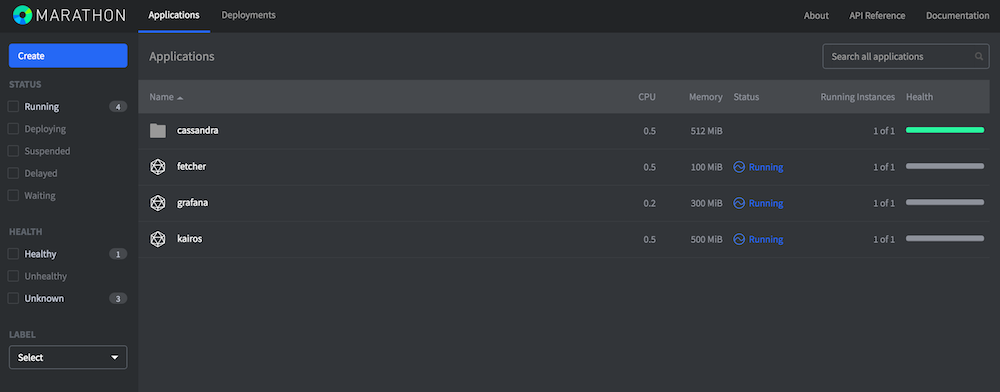 MARATHON Applications Deployments About API Reference Documentation
Create
Applications Search all applications
STATUS
Running 4
Deploying
Suspended
Delayed
Waiting
HEALTH
Healthy 1
Unhealthy
Unknown 3
LABEL
Select
Name CPU Memory Status Running Instances Health
cassandra 0.5 512 MiB 1 of 1
fetcher 0.5 100 MiB Running 1 of 1
grafana 0.2 300 MiB Running 1 of 1
kairos 0.5 500 MiB Running 1 of 1